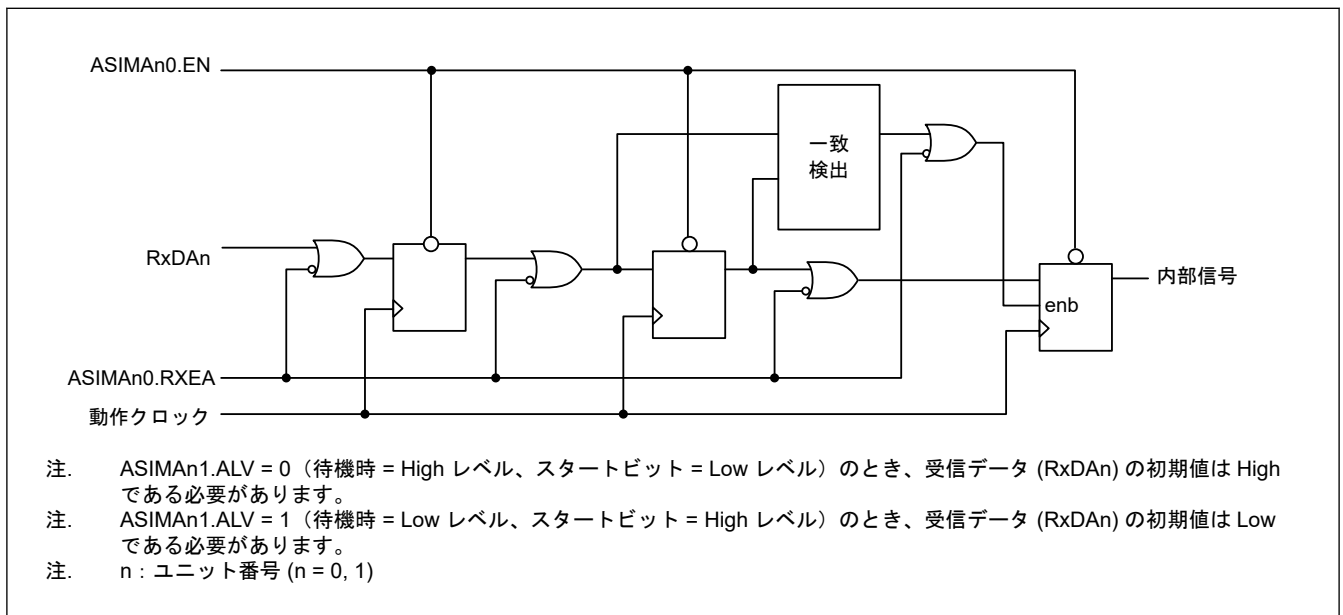 ASIMAn0.EN
一致
検出
RxDAn
内部信号
enb
ASIMAn0.RXEA
動作クロック
注. ASIMAn1.ALV = 0（待機時 = High レベル、スタートビット = Low レベル）のとき、受信データ (RxDAn) の初期値は High
である必要があります。
注. ASIMAn1.ALV = 1（待機時 = Low レベル、スタートビット = High レベル）のとき、受信データ (RxDAn) の初期値は Low
である必要があります。
注. n：ユニット番号 (n = 0, 1)